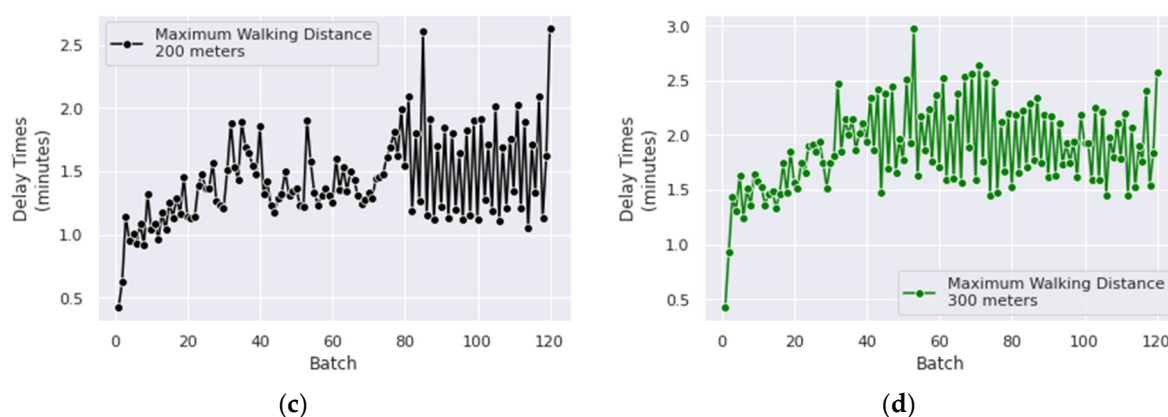 Maximum Walking Distance
200 meters
Delay Times
(minutes)
2.5
2.0
1.5
1.0
0.5
0 20 40 60 80 100 120
Batch
(c)
Maximum Walking Distance
300 meters
Delay Times
(minutes)
3.0
2.5
2.0
1.5
1.0
0.5
0 20 40 60 80 100 120
Batch
(d)